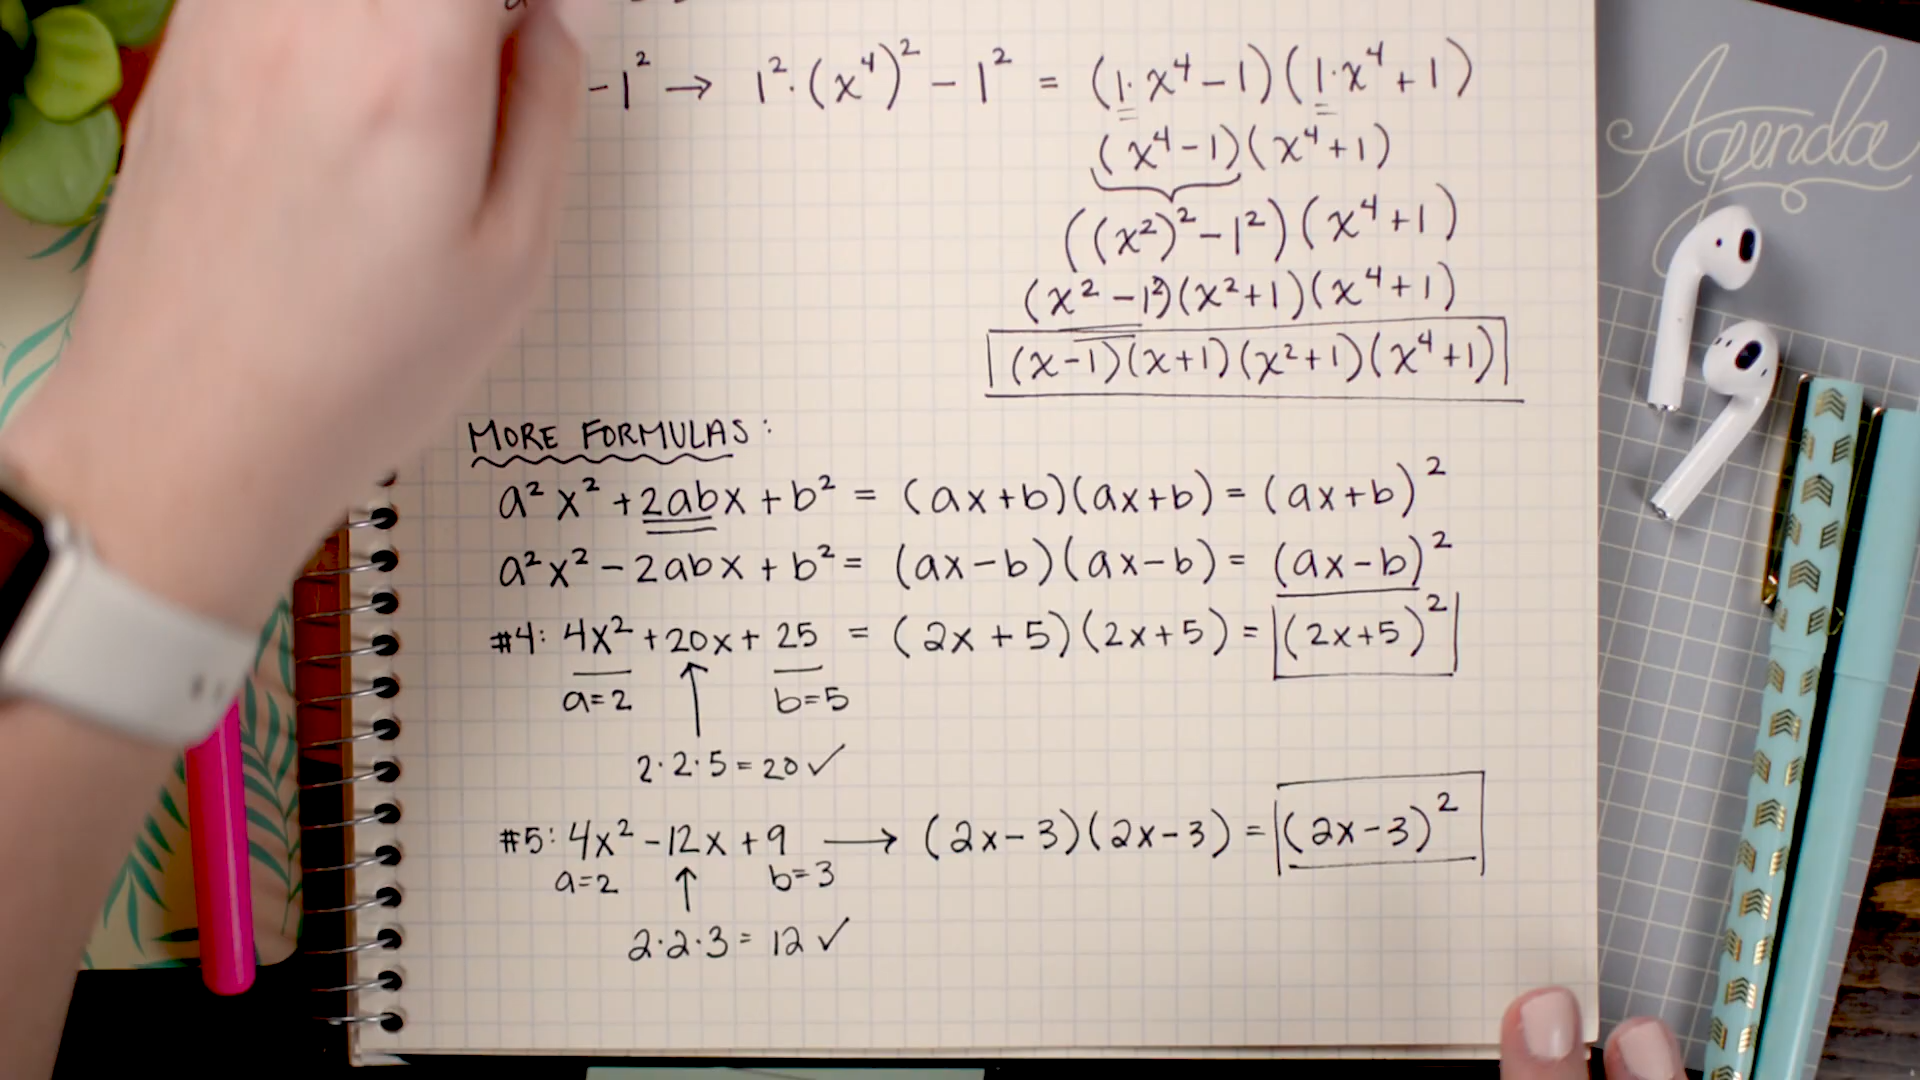 -1² → 1²·(x⁴)² - 1² = (1·x⁴-1)(1·x⁴+1)
(x⁴-1)(x⁴+1)
((x²)²-1²)(x⁴+1)
(x²-1²)(x²+1)(x⁴+1)
(x-1)(x+1)(x²+1)(x⁴+1)
MORE FORMULAS:
a²x²+2abx+b² = (ax+b)(ax+b) = (ax+b)²
a²x²-2abx+b² = (ax-b)(ax-b) = (ax-b)²
#4: 4x²+20x+25 = (2x+5)(2x+5) = (2x+5)²
a=2 b=5
2·2·5=20 ✓
#5: 4x²-12x+9 → (2x-3)(2x-3) = (2x-3)²
a=2 ↑ b=3
2·2·3=12 ✓
Agenda